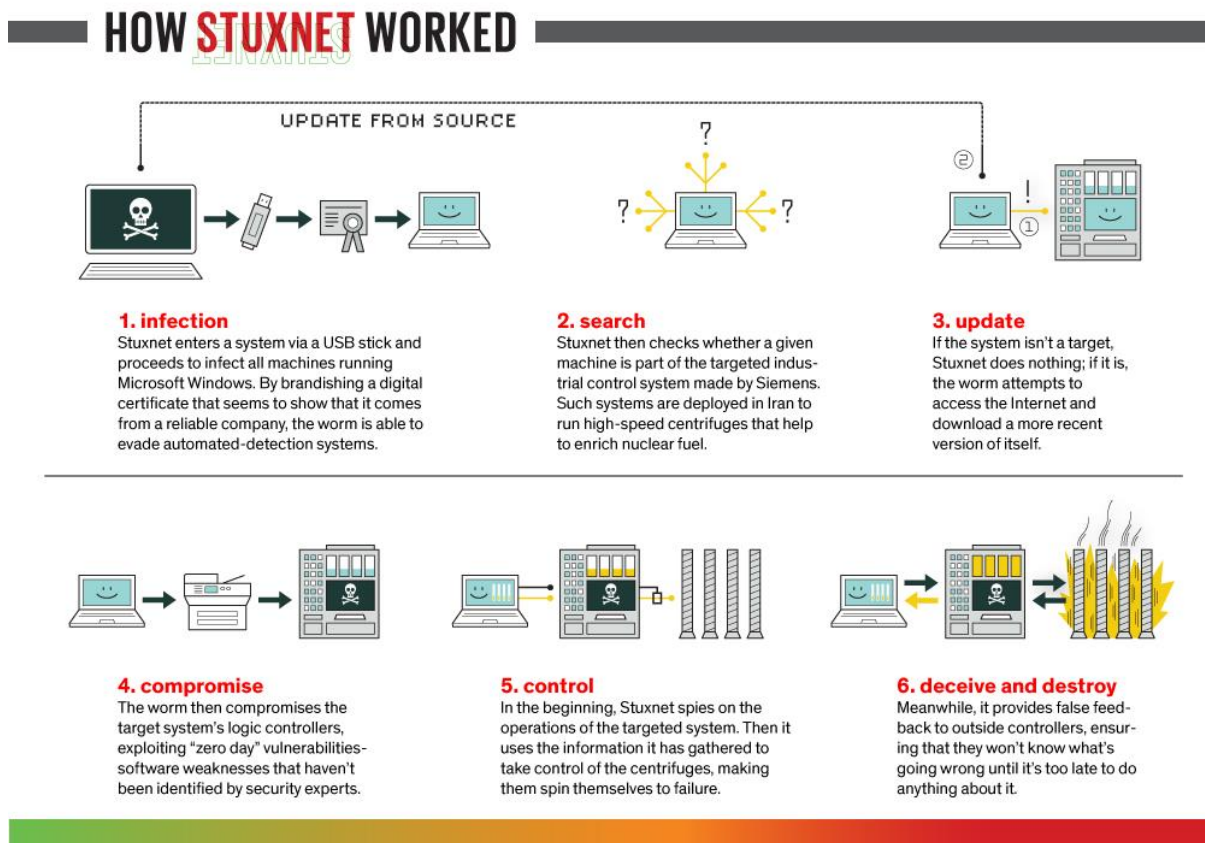 HOW STUXNET WORKED
STUXNET
UPDATE FROM SOURCE
?
?
?
2
!
1
1. infection
Stuxnet enters a system via a USB stick and
proceeds to infect all machines running
Microsoft Windows. By brandishing a digital
certificate that seems to show that it comes
from a reliable company, the worm is able to
evade automated-detection systems.
2. search
Stuxnet then checks whether a given
machine is part of the targeted indus-
trial control system made by Siemens.
Such systems are deployed in Iran to
run high-speed centrifuges that help
to enrich nuclear fuel.
3. update
If the system isn't a target,
Stuxnet does nothing; if it is,
the worm attempts to
access the Internet and
download a more recent
version of itself.
4. compromise
The worm then compromises the
target system's logic controllers,
exploiting "zero day" vulnerabilities-
software weaknesses that haven't
been identified by security experts.
5. control
In the beginning, Stuxnet spies on the
operations of the targeted system. Then it
uses the information it has gathered to
take control of the centrifuges, making
them spin themselves to failure.
6. deceive and destroy
Meanwhile, it provides false feed-
back to outside controllers, ensur-
ing that they won't know what's
going wrong until it's too late to do
anything about it.